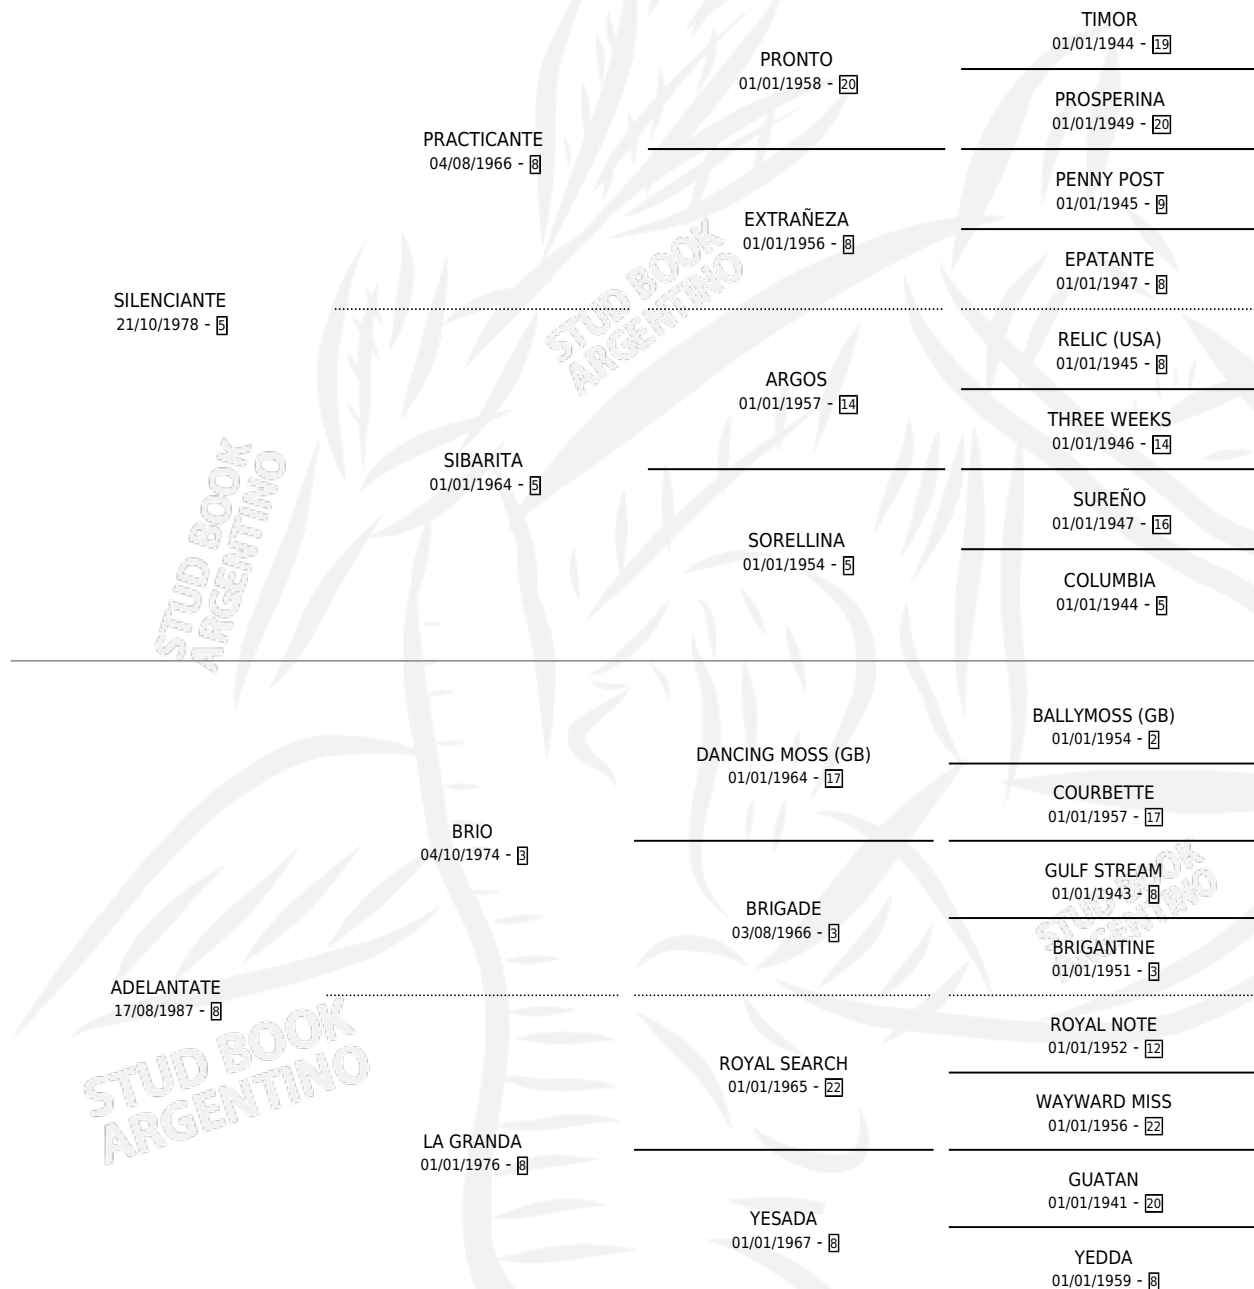 TIMOR
01/01/1944 - 19
PRONTO
01/01/1958 - 20
PROSPERINA
01/01/1949 - 20
PRACTICANTE
04/08/1966 - 8
PENNY POST
01/01/1945 - 9
EXTRAÑEZA
01/01/1956 - 8
EPATANTE
01/01/1947 - 8
SILENCIANTE
21/10/1978 - 5
RELIC (USA)
01/01/1945 - 8
ARGOS
01/01/1957 - 14
THREE WEEKS
01/01/1946 - 14
SIBARITA
01/01/1964 - 5
SUREÑO
01/01/1947 - 16
SORELLINA
01/01/1954 - 5
COLUMBIA
01/01/1944 - 5
BALLYMOSS (GB)
01/01/1954 - 2
DANCING MOSS (GB)
01/01/1964 - 17
COURBETTE
01/01/1957 - 17
BRIO
04/10/1974 - 3
GULF STREAM
01/01/1943 - 8
BRIGADE
03/08/1966 - 3
BRIGANTINE
01/01/1951 - 3
ADELANTATE
17/08/1987 - 8
ROYAL NOTE
01/01/1952 - 12
ROYAL SEARCH
01/01/1965 - 22
WAYWARD MISS
01/01/1956 - 22
LA GRANDA
01/01/1976 - 8
GUATAN
01/01/1941 - 20
YESADA
01/01/1967 - 8
YEDDA
01/01/1959 - 8
STUD BOOK
ARGENTINO
STUD BOOK
ARGENTINO
STUD BOOK
ARGENTINO
STUD BOOK
ARGENTINO